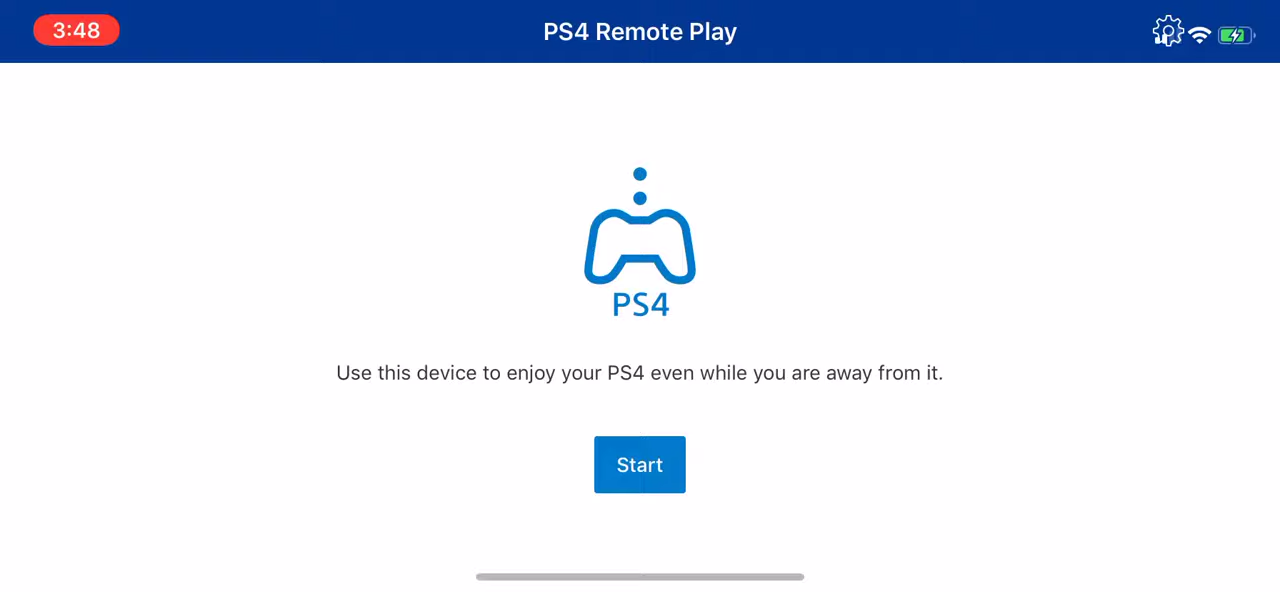 3:48
PS4 Remote Play
PS4
Use this device to enjoy your PS4 even while you are away from it.
Start